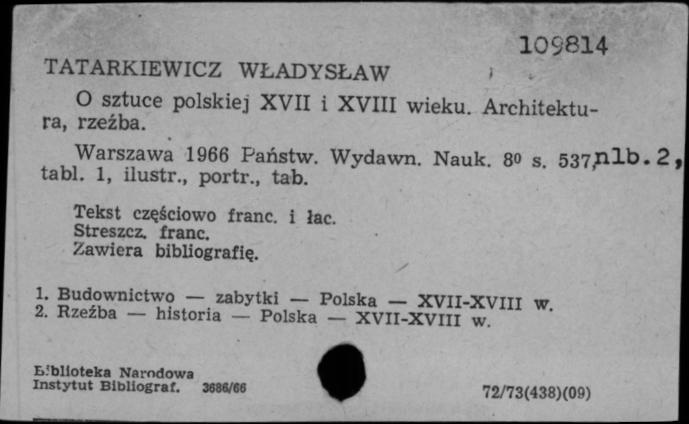 109814
TATARKIEWICZ WŁADYSŁAW
O sztuce polskiej XVII i XVIII wieku. Architektu-
ra, rzeźba.
Warszawa 1966 Państw. Wydawn. Nauk. 8⁰ s. 537, nlb. 2,
tabl. 1, ilustr., portr., tab.
Tekst częściowo franc. i łac.
Streszcz. franc.
Zawiera bibliografię.
1. Budownictwo — zabytki — Polska — XVII-XVIII w.
2. Rzeźba — historia — Polska — XVII-XVIII w.
Biblioteka Narodowa
Instytut Bibliograf. 3686/66
72/73(438)(09)